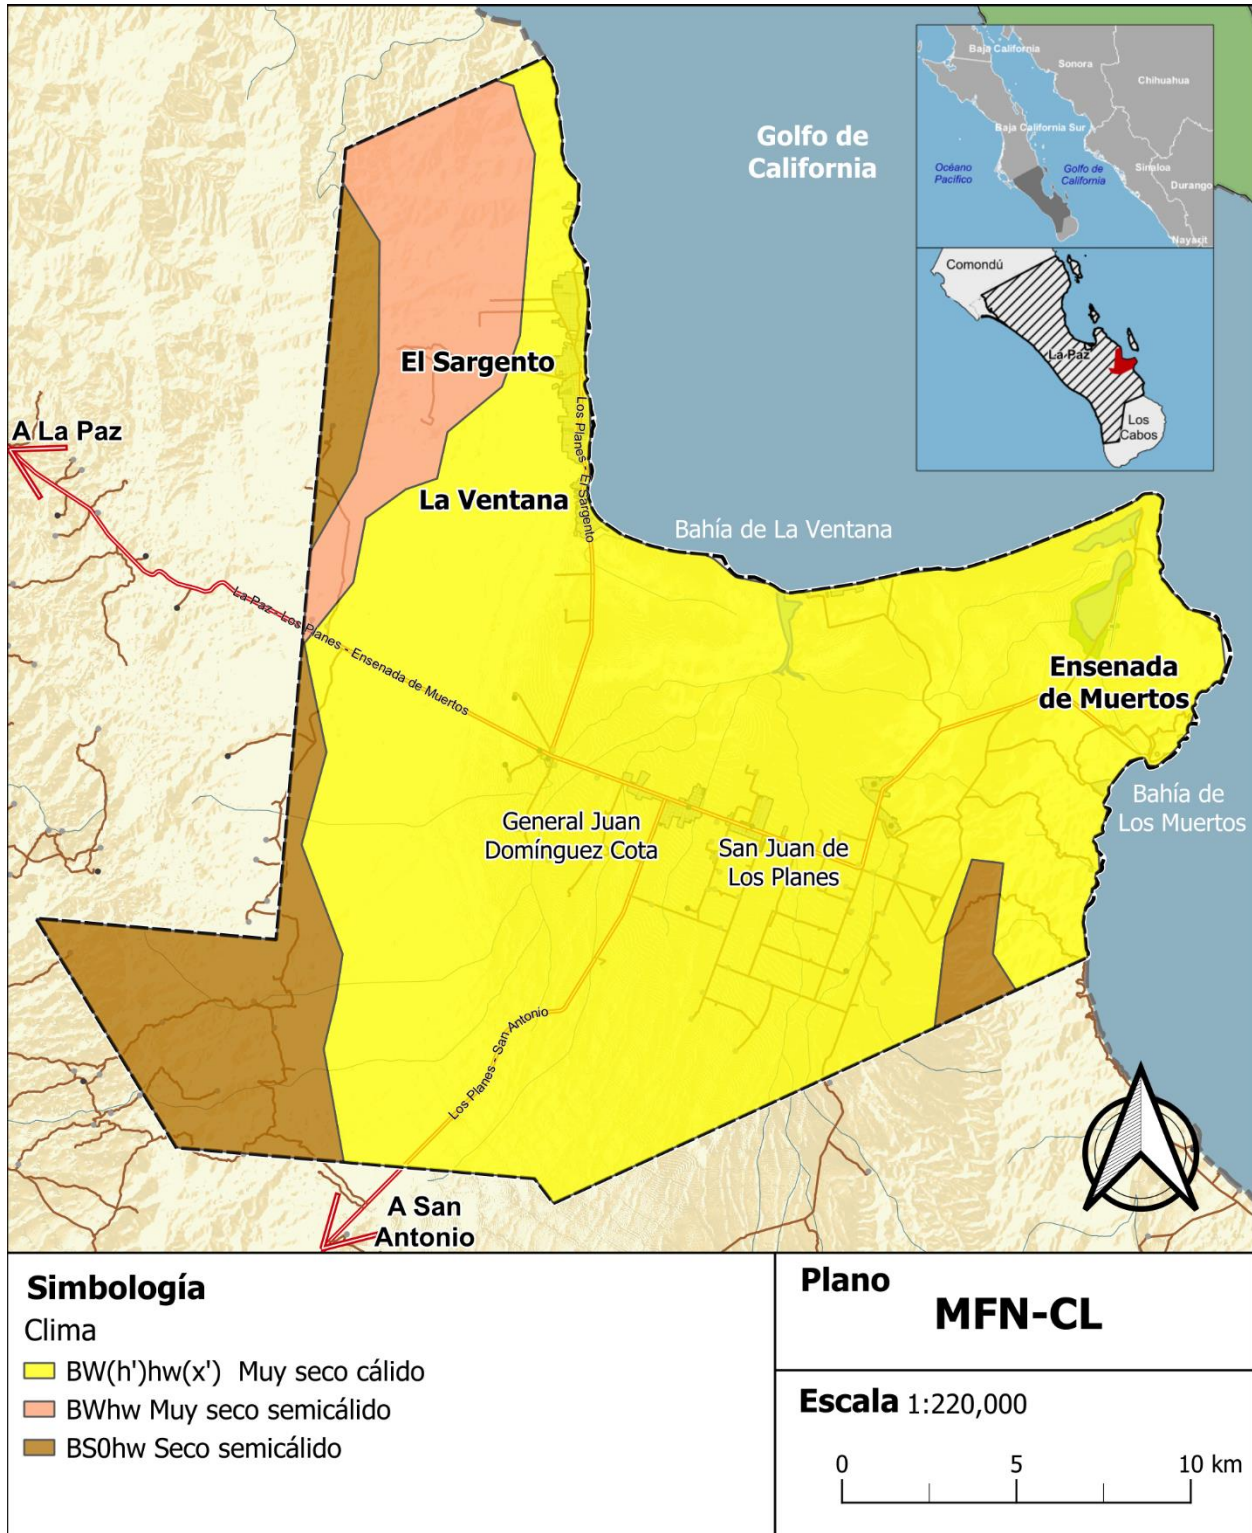 Golfo de
California
Baja California
Sonora
Chihuahua
Baja California Sur
Océano
Pacífico
Golfo de
California
Sinaloa
Durango
Nayarit
Comondú
La Paz
Los
Cabos
El Sargento
A La Paz
Los Planes - El Sargento
La Ventana
Bahía de La Ventana
La Paz - Los Planes - Ensenada de Muertos
Ensenada
de Muertos
Bahía de
Los Muertos
General Juan
Domínguez Cota
San Juan de
Los Planes
Los Planes - San Antonio
A San
Antonio
Simbología
Clima
BW(h')hw(x') Muy seco cálido
BWhw Muy seco semicálido
BS0hw Seco semicálido
Plano
MFN-CL
Escala 1:220,000
0 5 10 km